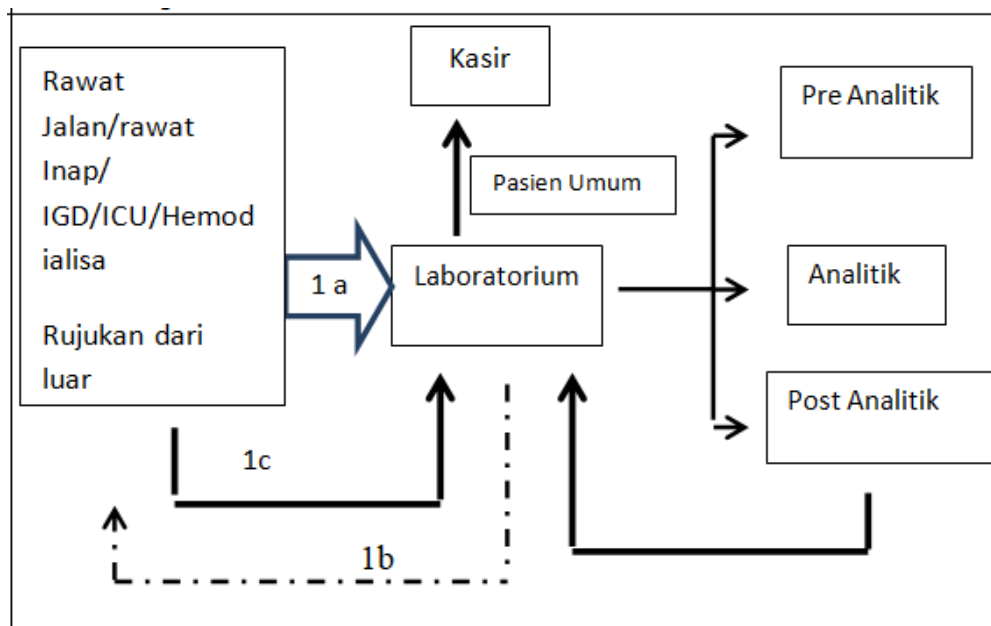 Rawat
Jalan/rawat
Inap/
IGD/ICU/Hemod
ialisa
Rujukan dari
luar
1 a
Kasir
Pasien Umum
Laboratorium
Pre Analitik
Analitik
Post Analitik
1c
1b